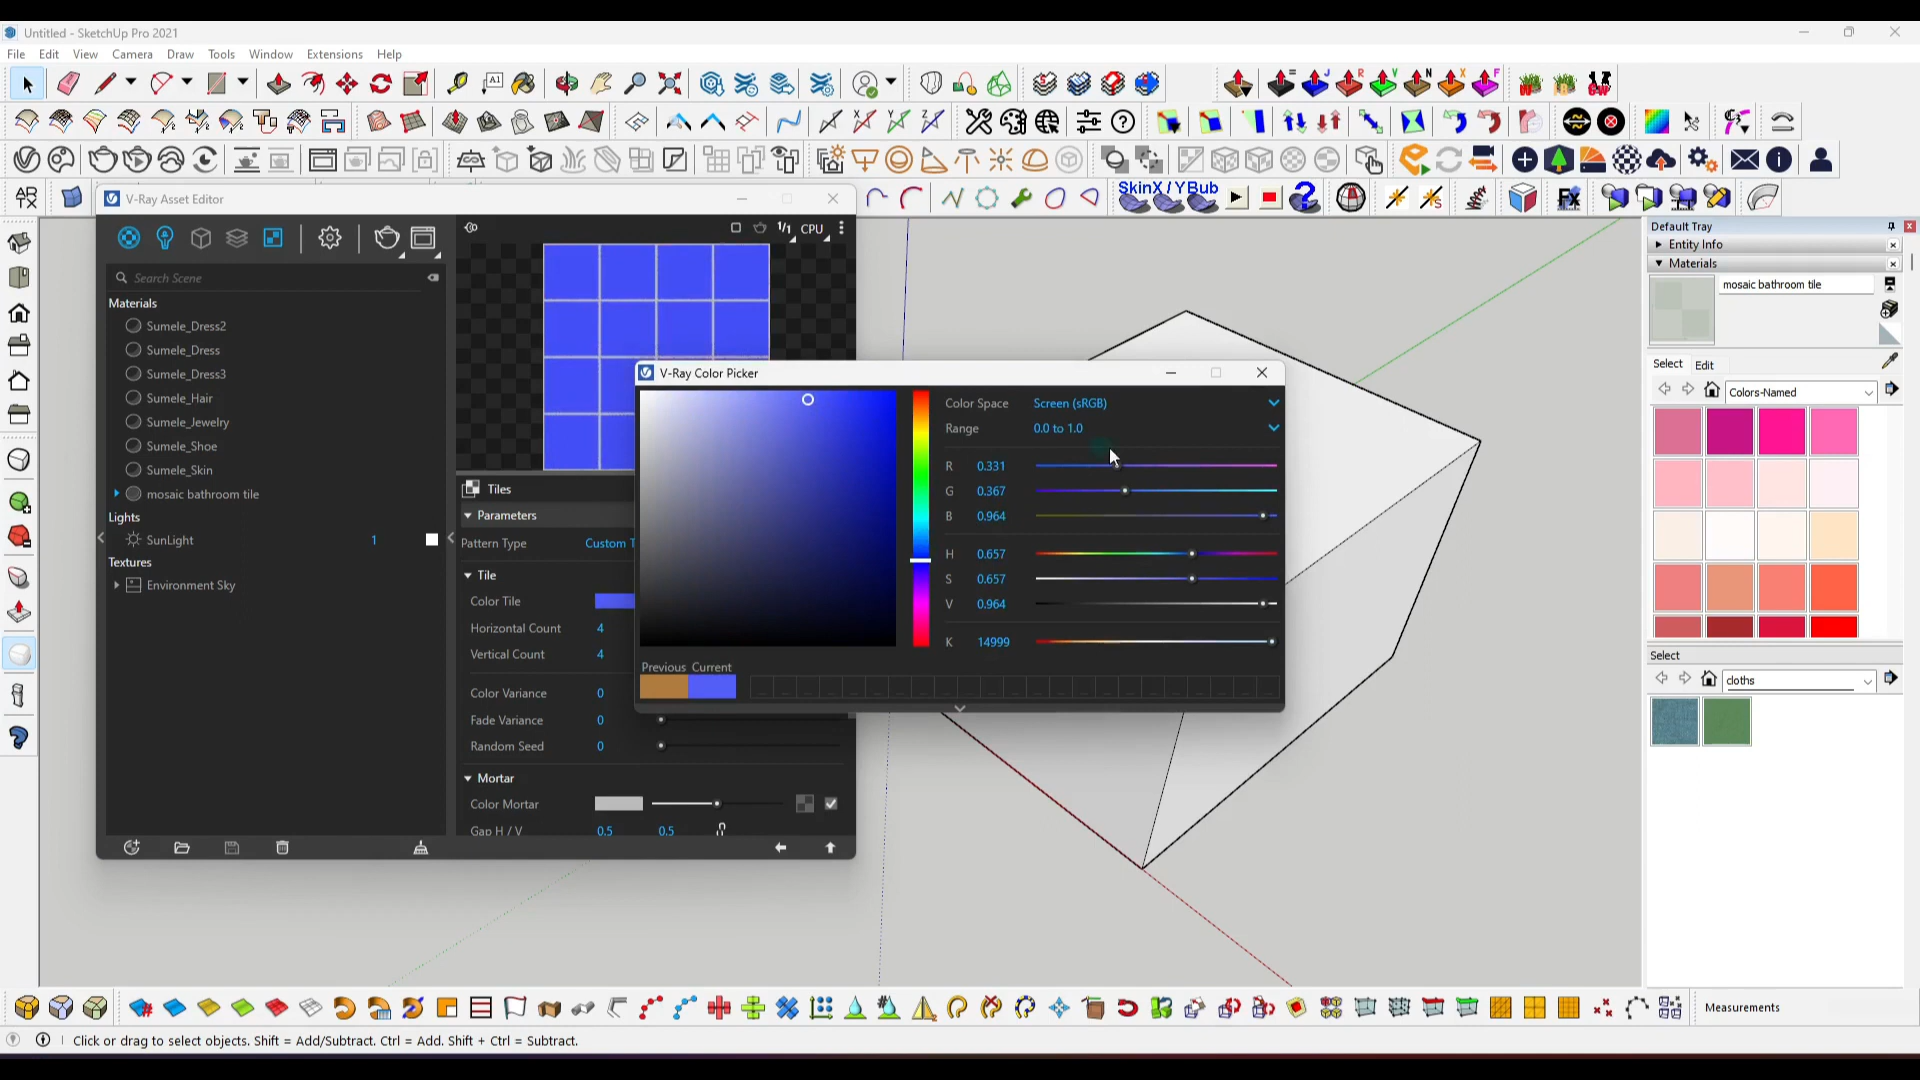 Untitled - SketchUp Pro 2021
File Edit View Camera Draw Tools Window Extensions Help
A1
SkinX / YBub
AR
V-Ray Asset Editor
1/1 CPU
Search Scene
Materials
Sumele_Dress2
Sumele_Dress
Sumele_Dress3
Sumele_Hair
Sumele_Jewelry
Sumele_Shoe
Sumele_Skin
mosaic bathroom tile
Lights
SunLight 1
Textures
Environment Sky
Tiles
Parameters
Pattern Type Custom T
Tile
Color Tile
Horizontal Count 4
Vertical Count 4
Color Variance 0
Fade Variance 0
Random Seed 0
Mortar
Color Mortar
Gap H / V 0.5 0.5
V-Ray Color Picker
Color Space Screen (sRGB)
Range 0.0 to 1.0
R 0.331
G 0.367
B 0.964
H 0.657
S 0.657
V 0.964
K 14999
Previous Current
Default Tray
Entity Info
Materials
mosaic bathroom tile
Select Edit
Colors-Named
Select
cloths
Measurements
Click or drag to select objects. Shift = Add/Subtract. Ctrl = Add. Shift + Ctrl = Subtract.